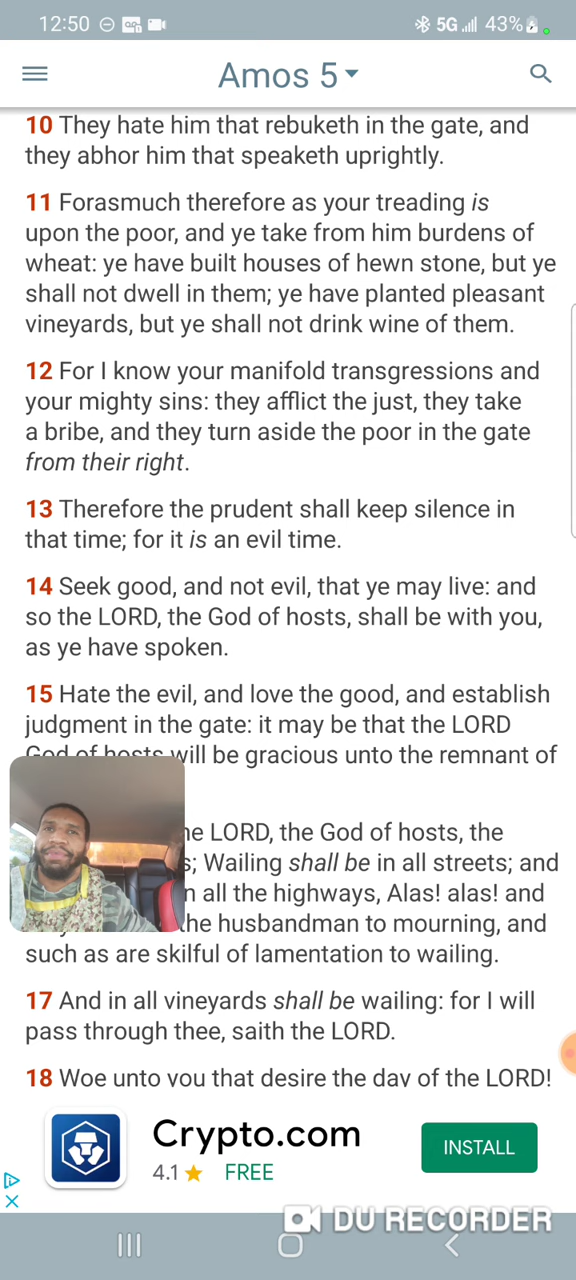 12:50 5G 43%
Amos 5
10 They hate him that rebuketh in the gate, and
they abhor him that speaketh uprightly.
11 Forasmuch therefore as your treading is
upon the poor, and ye take from him burdens of
wheat: ye have built houses of hewn stone, but ye
shall not dwell in them; ye have planted pleasant
vineyards, but ye shall not drink wine of them.
12 For I know your manifold transgressions and
your mighty sins: they afflict the just, they take
a bribe, and they turn aside the poor in the gate
from their right.
13 Therefore the prudent shall keep silence in
that time; for it is an evil time.
14 Seek good, and not evil, that ye may live: and
so the LORD, the God of hosts, shall be with you,
as ye have spoken.
15 Hate the evil, and love the good, and establish
judgment in the gate: it may be that the LORD
God of hosts will be gracious unto the remnant of
LORD, the God of hosts, the
Wailing shall be in all streets; and
all the highways, Alas! alas! and
the husbandman to mourning, and
such as are skilful of lamentation to wailing.
17 And in all vineyards shall be wailing: for I will
pass through thee, saith the LORD.
18 Woe unto you that desire the day of the LORD!
Crypto.com
4.1 FREE
INSTALL
DU RECORDER